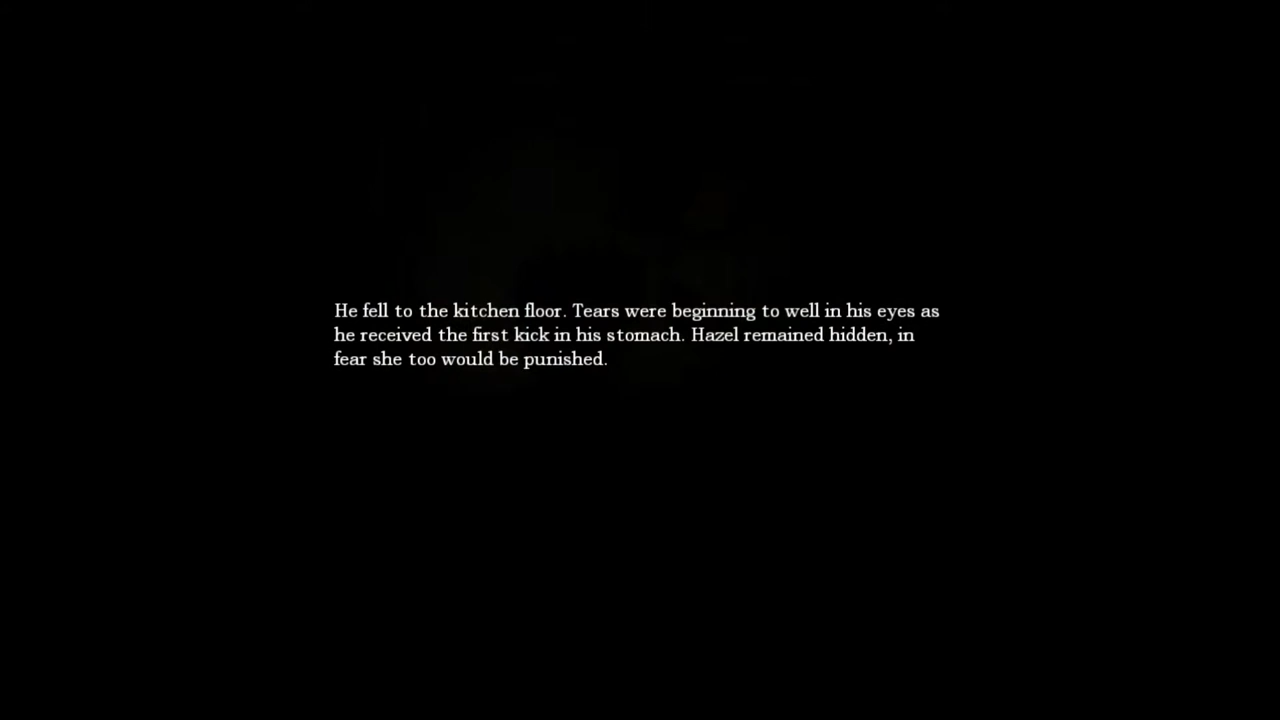 He fell to the kitchen floor. Tears were beginning to well in his eyes as
he received the first kick in his stomach. Hazel remained hidden, in
fear she too would be punished.